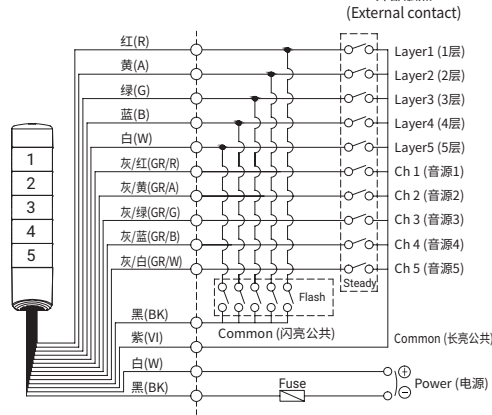 (External contact)
红(R)
Layer1 (1层)
黄(A)
Layer2 (2层)
绿(G)
Layer3 (3层)
蓝(B)
Layer4 (4层)
白(W)
Layer5 (5层)
灰/红(GR/R)
Ch 1 (音源1)
灰/黄(GR/A)
Ch 2 (音源2)
灰/绿(GR/G)
Ch 3 (音源3)
灰/蓝(GR/B)
Ch 4 (音源4)
灰/白(GR/W)
Ch 5 (音源5)
1
2
3
4
5
Steady
Flash
黑(BK)
Common (闪亮公共)
紫(VI)
Common (长亮公共)
白(W)
Power (电源)
黑(BK)
Fuse